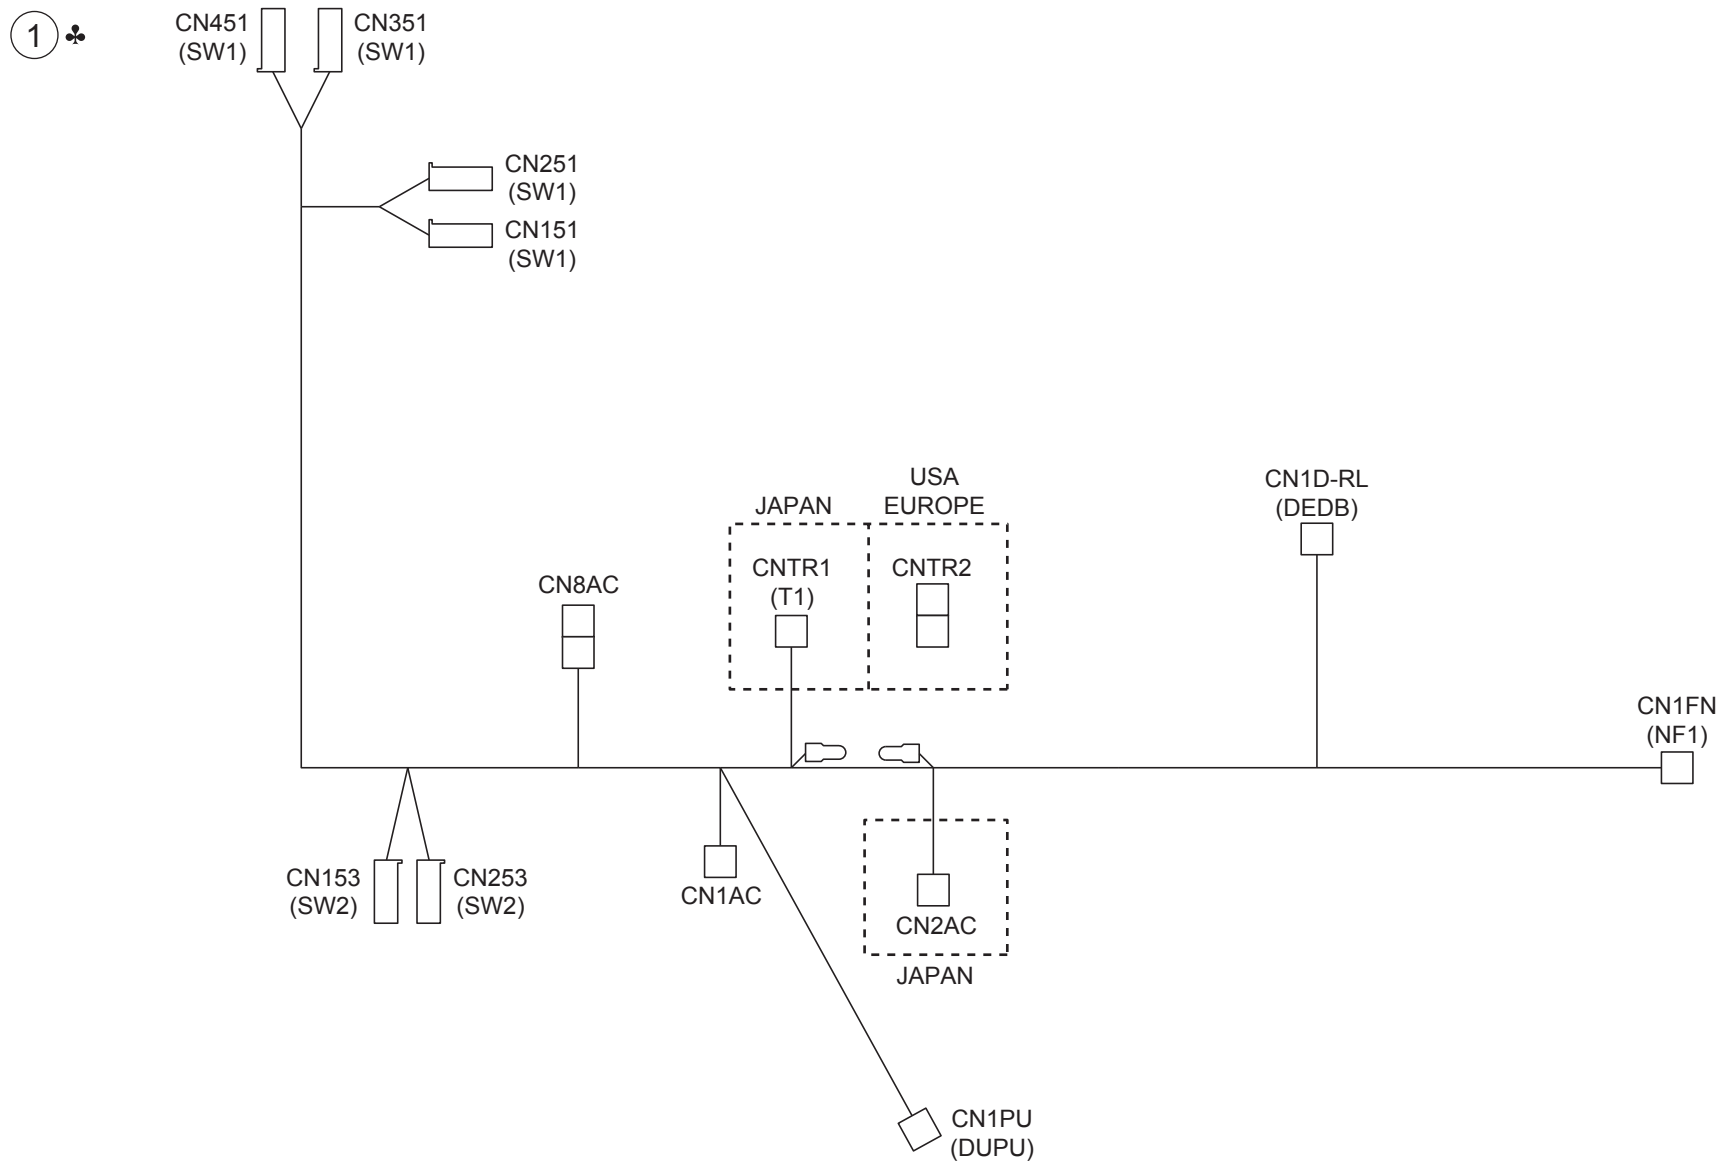 1 ♣
CN451
(SW1)
CN351
(SW1)
CN251
(SW1)
CN151
(SW1)
USA
EUROPE
JAPAN
CN1D-RL
(DEDB)
CNTR1
(T1)
CNTR2
CN8AC
CN1FN
(NF1)
CN153
(SW2)
CN253
(SW2)
CN1AC
CN2AC
JAPAN
CN1PU
(DUPU)